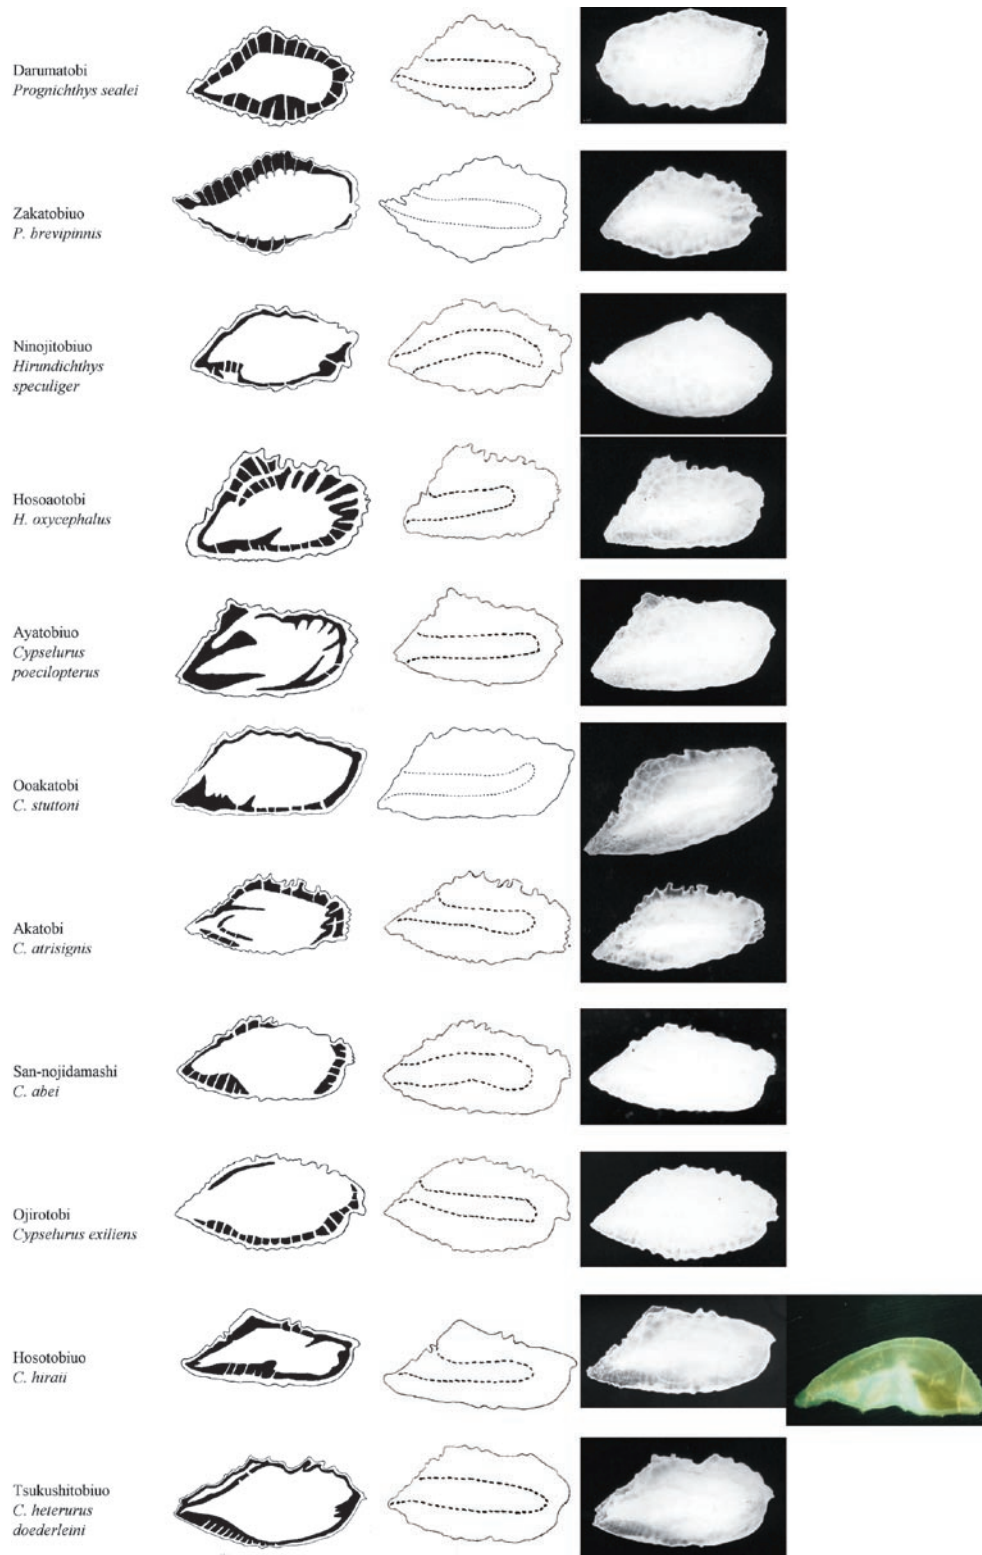 Darumatobi
Prognichthys sealei
Zakatobiuo
P. brevipinnis
Ninojitobiuo
Hirundichthys
speculiger
Hosoaotobi
H. oxycephalus
Ayatobiuo
Cypselurus
poecilopterus
Ooakatobi
C. stuttoni
Akatobi
C. atrisignis
San-nojidamashi
C. abei
Ojirotobi
Cypselurus exiliens
Hosotobiuo
C. hiraii
Tsukushitobiuo
C. heterurus
doederleini